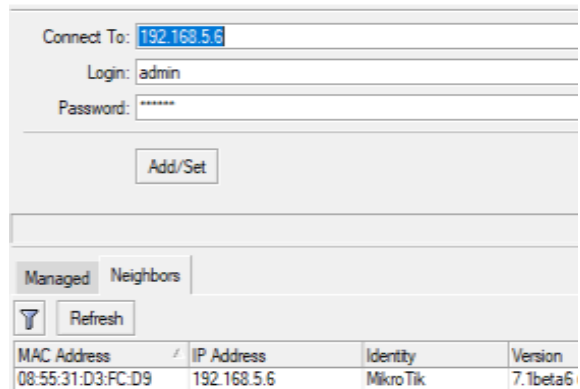 Connect To: 192.168.5.6
Login: admin
Password: ******
Add/Set
Managed Neighbors
Refresh
MAC Address IP Address Identity Version
08:55:31:D3:FC:D9 192.168.5.6 MikroTik 7.1beta6